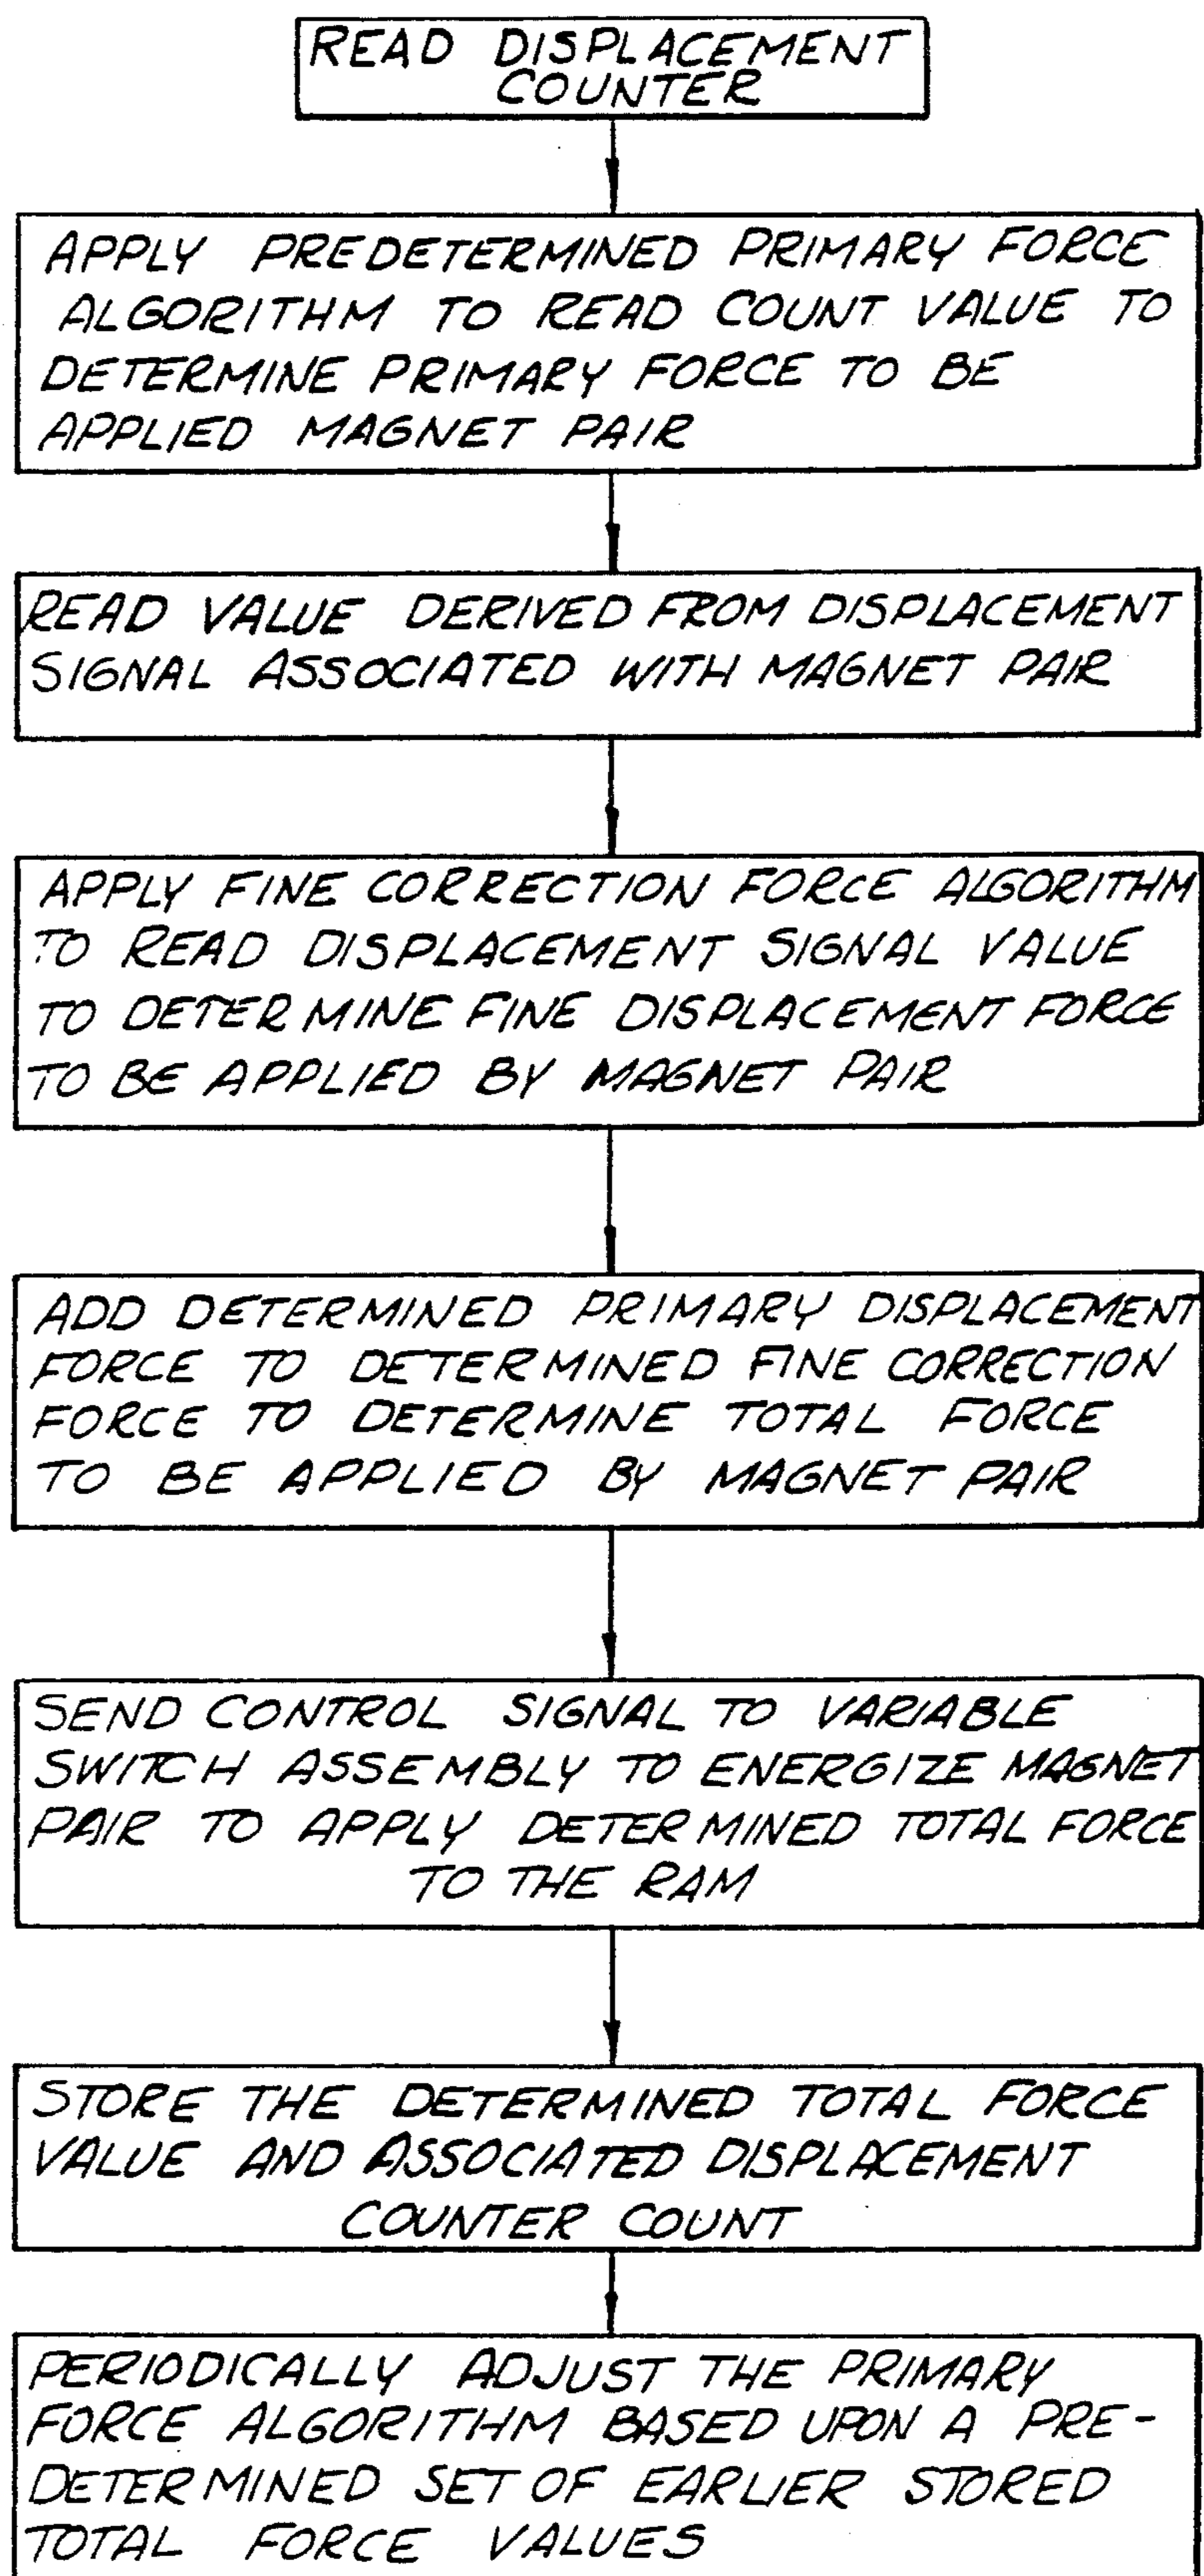 READ DISPLACEMENT
COUNTER
APPLY PREDETERMINED PRIMARY FORCE
ALGORITHM TO READ COUNT VALUE TO
DETERMINE PRIMARY FORCE TO BE
APPLIED MAGNET PAIR
READ VALUE DERIVED FROM DISPLACEMENT
SIGNAL ASSOCIATED WITH MAGNET PAIR
APPLY FINE CORRECTION FORCE ALGORITHM
TO READ DISPLACEMENT SIGNAL VALUE
TO DETERMINE FINE DISPLACEMENT FORCE
TO BE APPLIED BY MAGNET PAIR
ADD DETERMINED PRIMARY DISPLACEMENT
FORCE TO DETERMINED FINE CORRECTION
FORCE TO DETERMINE TOTAL FORCE
TO BE APPLIED BY MAGNET PAIR
SEND CONTROL SIGNAL TO VARIABLE
SWITCH ASSEMBLY TO ENERGIZE MAGNET
PAIR TO APPLY DETERMINED TOTAL FORCE
TO THE RAM
STORE THE DETERMINED TOTAL FORCE
VALUE AND ASSOCIATED DISPLACEMENT
COUNTER COUNT
PERIODICALLY ADJUST THE PRIMARY
FORCE ALGORITHM BASED UPON A PRE-
DETERMINED SET OF EARLIER STORED
TOTAL FORCE VALUES